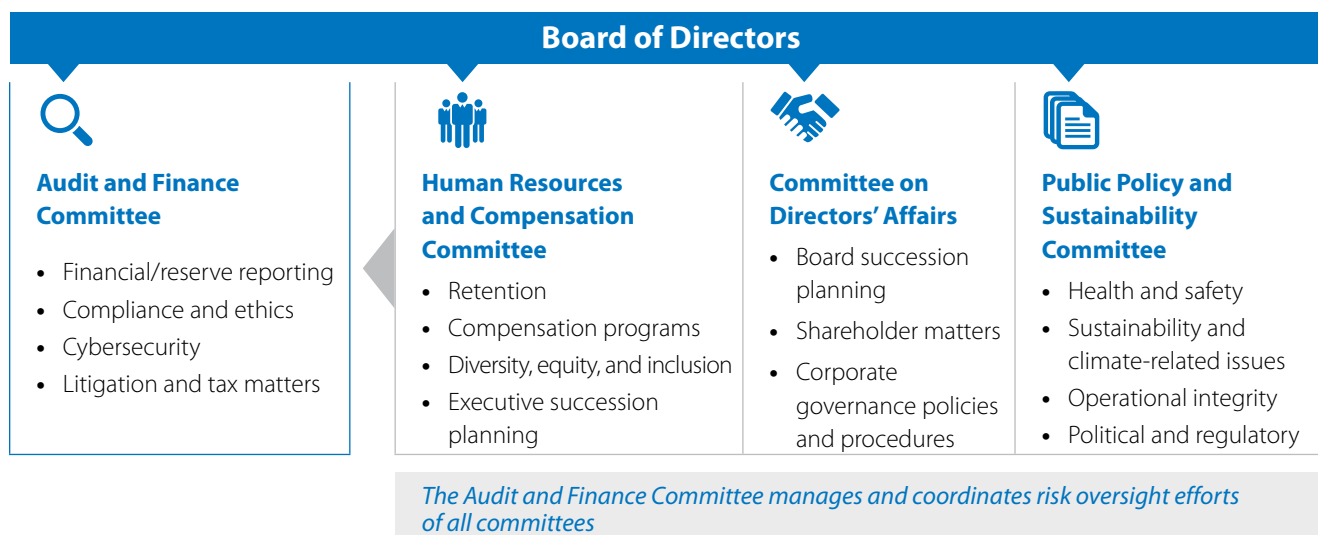 Board of Directors
Audit and Finance
Committee
• Financial/reserve reporting
• Compliance and ethics
• Cybersecurity
• Litigation and tax matters
Human Resources
and Compensation
Committee
• Retention
• Compensation programs
• Diversity, equity, and inclusion
• Executive succession
planning
Committee on
Directors’ Affairs
• Board succession
planning
• Shareholder matters
• Corporate
governance policies
and procedures
Public Policy and
Sustainability
Committee
• Health and safety
• Sustainability and
climate-related issues
• Operational integrity
• Political and regulatory
The Audit and Finance Committee manages and coordinates risk oversight efforts
of all committees